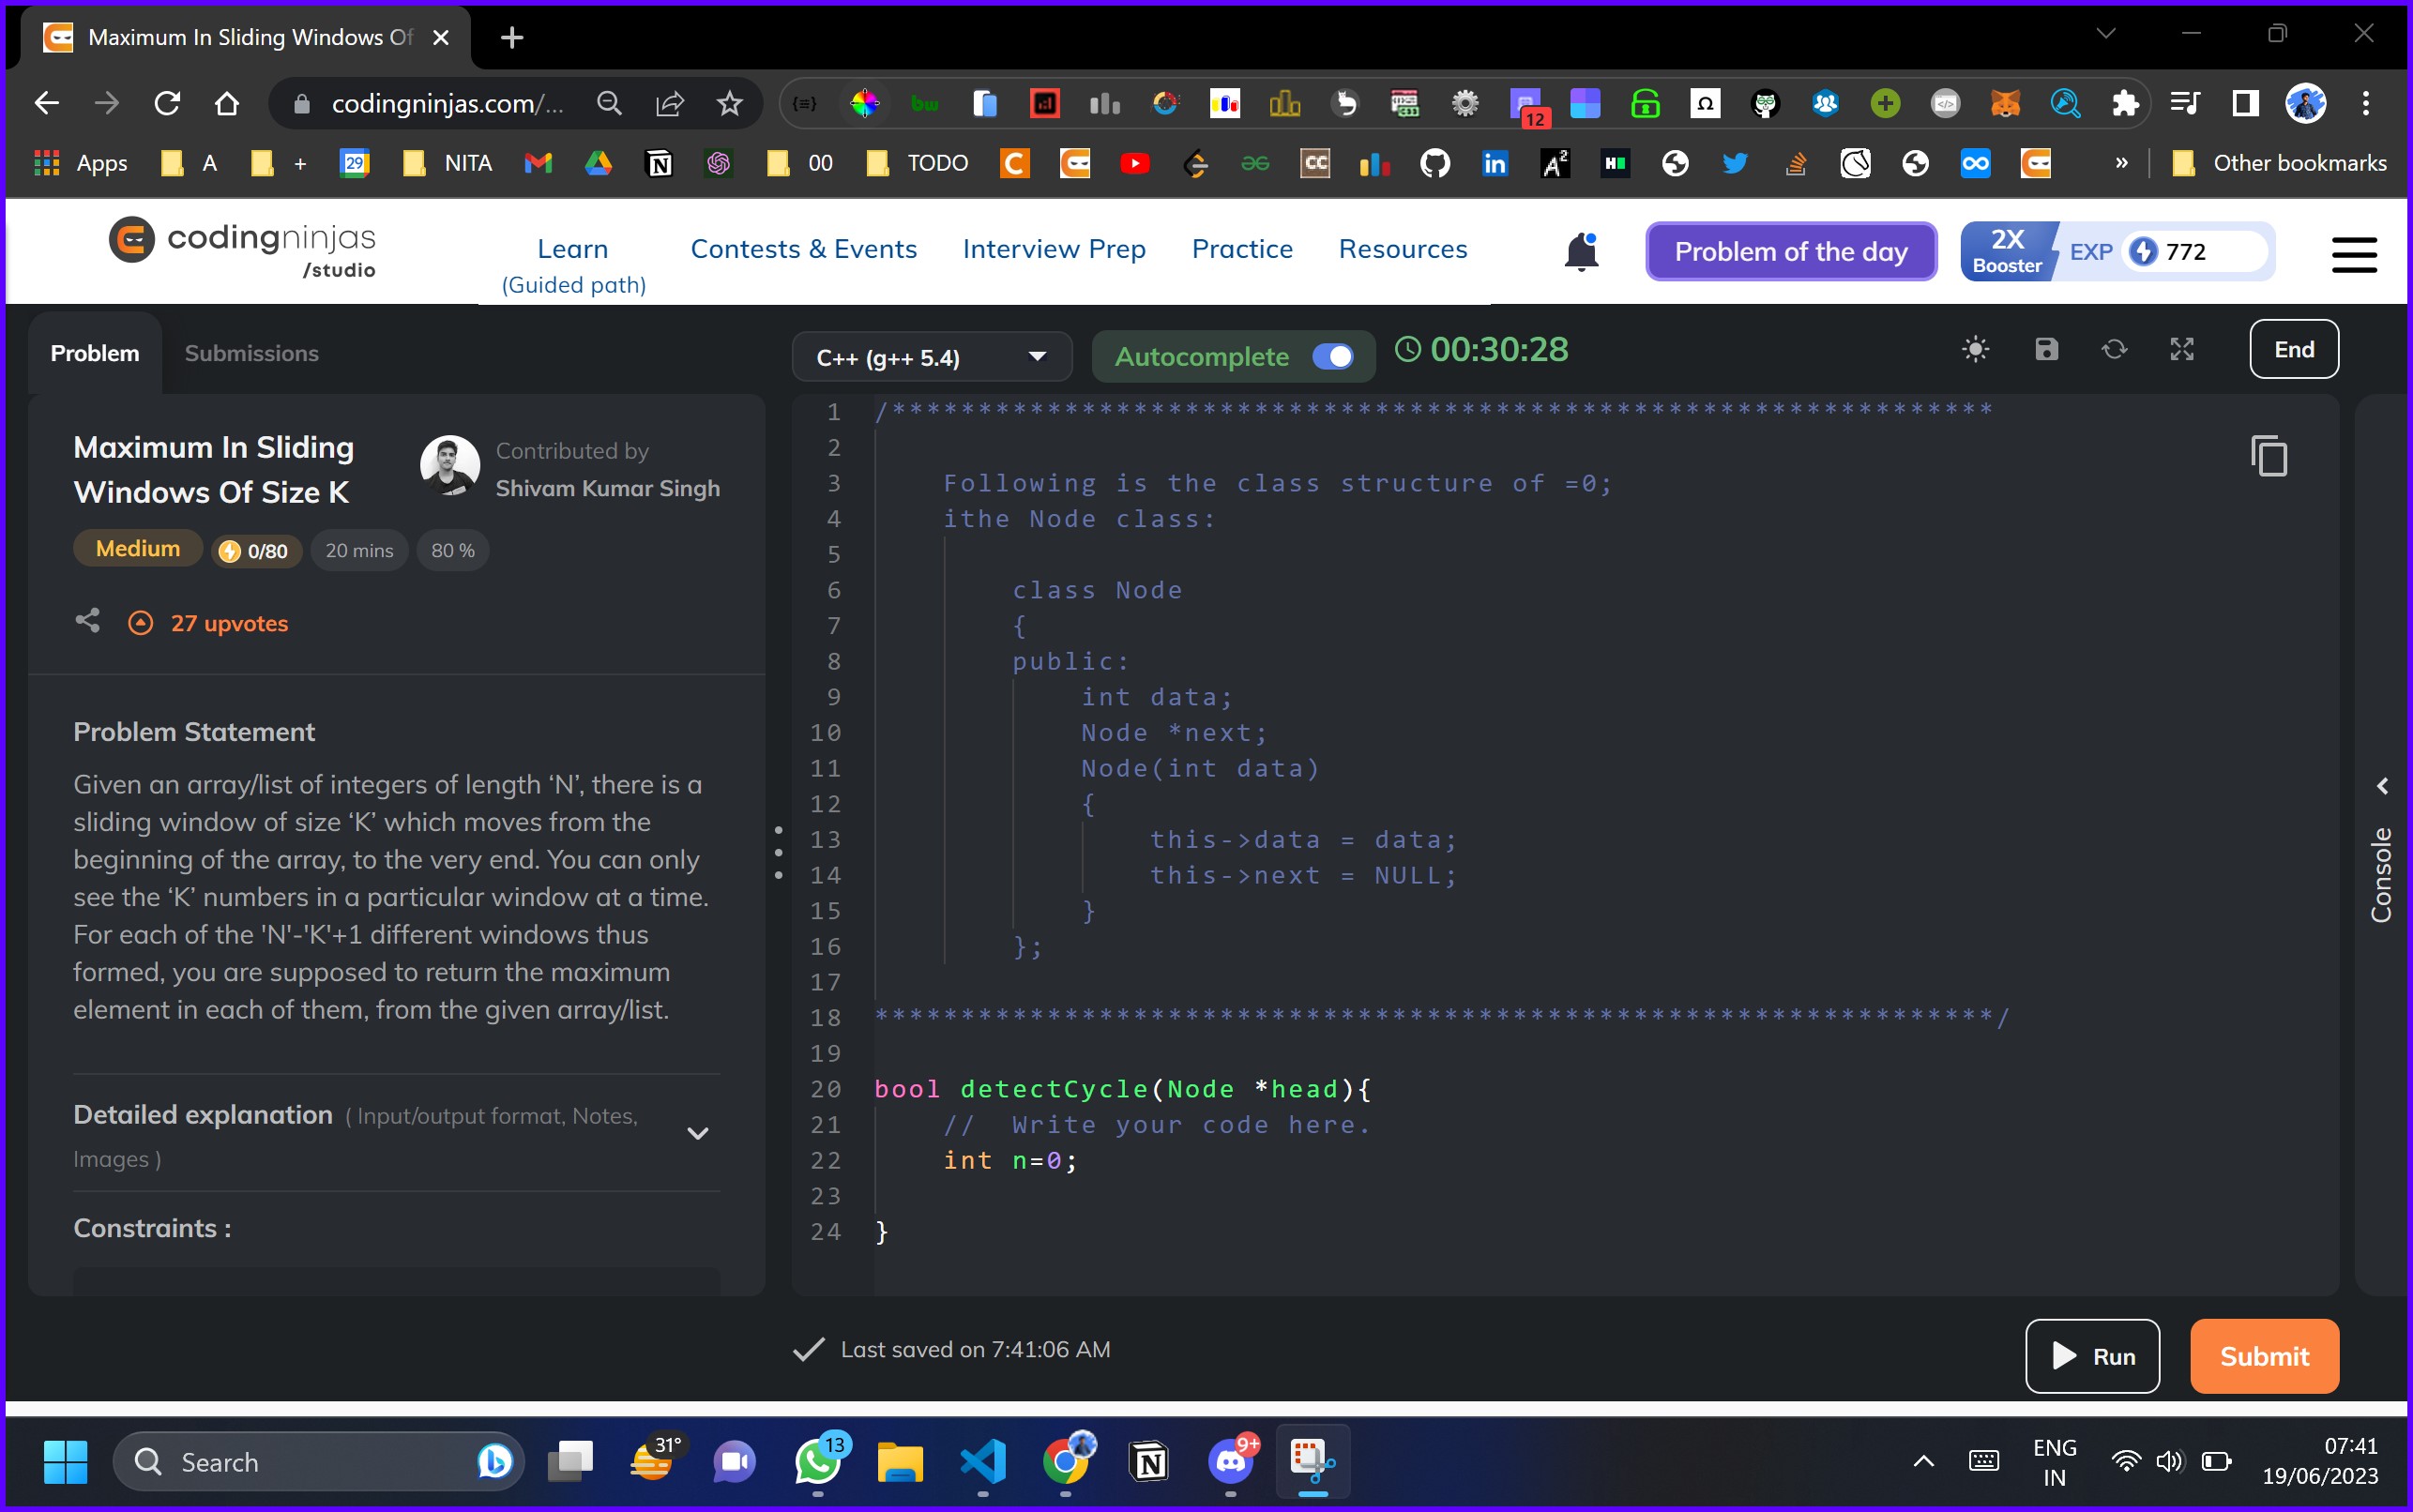 Maximum In Sliding Windows Of
codingninjas.com/...
12
Apps
A
+
29
NITA
00
TODO
Other bookmarks
codingninjas
/studio
Learn
(Guided path)
Contests & Events
Interview Prep
Practice
Resources
Problem of the day
2X
Booster
EXP
772
Problem
Submissions
C++ (g++ 5.4)
Autocomplete
00:30:28
End
Maximum In Sliding
Windows Of Size K
Contributed by
Shivam Kumar Singh
Medium
0/80
20 mins
80 %
27 upvotes
Problem Statement
Given an array/list of integers of length ‘N’, there is a
sliding window of size ‘K’ which moves from the
beginning of the array, to the very end. You can only
see the ‘K’ numbers in a particular window at a time.
For each of the 'N'-'K'+1 different windows thus
formed, you are supposed to return the maximum
element in each of them, from the given array/list.
Detailed explanation ( Input/output format, Notes,
Images )
Constraints :
1 /****************************************************************
2
3 Following is the class structure of =0;
4 ithe Node class:
5
6 class Node
7 {
8 public:
9 int data;
10 Node *next;
11 Node(int data)
12 {
13 this->data = data;
14 this->next = NULL;
15 }
16 };
17
18 *****************************************************************/
19
20 bool detectCycle(Node *head){
21 // Write your code here.
22 int n=0;
23
24 }
Console
Last saved on 7:41:06 AM
Run
Submit
Search
31°
13
9+
ENG
IN
07:41
19/06/2023